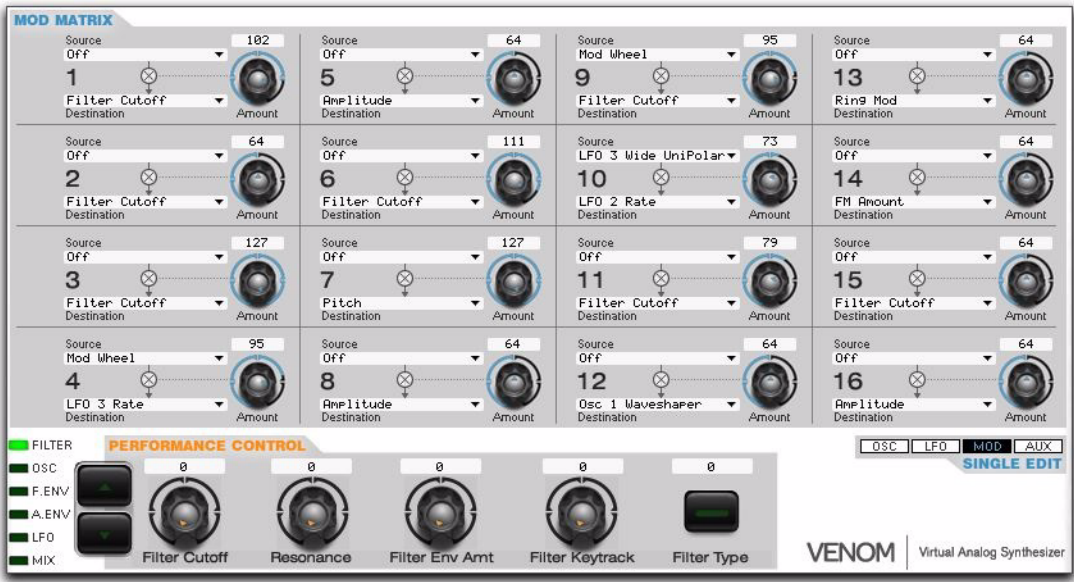 MOD MATRIX
Source 102 Source 64 Source 95 Source 64
Off Off Mod Wheel Off
1 5 9 13
Filter Cutoff Amplitude Filter Cutoff Ring Mod
Destination Amount Destination Amount Destination Amount Destination Amount
Source 64 Source 111 Source 73 Source 64
Off Off LFO 3 Wide UniPolar Off
2 6 10 14
Filter Cutoff Filter Cutoff LFO 2 Rate FM Amount
Destination Amount Destination Amount Destination Amount Destination Amount
Source 127 Source 127 Source 79 Source 64
Off Off Off Off
3 7 11 15
Filter Cutoff Pitch Filter Cutoff Filter Cutoff
Destination Amount Destination Amount Destination Amount Destination Amount
Source 95 Source 64 Source 64 Source 64
Mod Wheel Off Off Off
4 8 12 16
LFO 3 Rate Amplitude Osc 1 Waveshaper Amplitude
Destination Amount Destination Amount Destination Amount Destination Amount
FILTER
OSC
F.ENV
A.ENV
LFO
MIX
PERFORMANCE CONTROL
0 0 0 0 0
Filter Cutoff Resonance Filter Env Amt Filter Keytrack Filter Type
OSC LFO MOD AUX
SINGLE EDIT
VENOM Virtual Analog Synthesizer